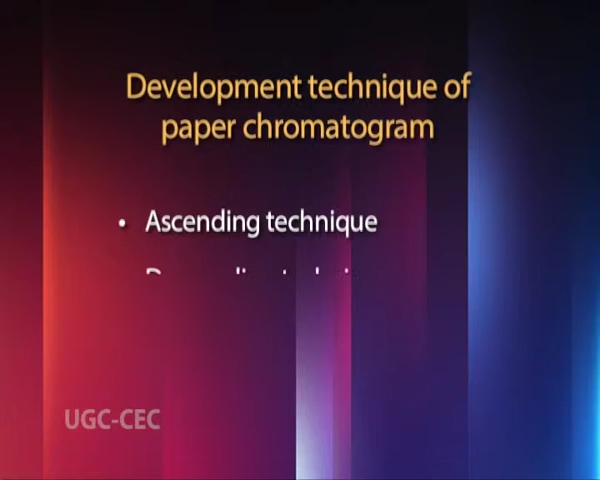 Development technique of
paper chromatogram
• Ascending technique
UGC-CEC